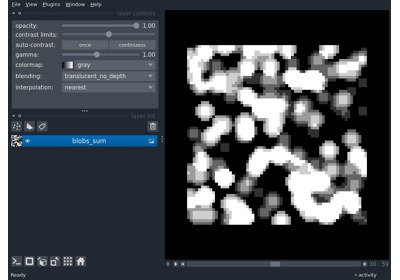 File View Plugins Window Help
layer controls
opacity: 1.00
contrast limits:
auto-contrast: once continuous
gamma: 1.00
colormap: gray
blending: translucent_no_depth
interpolation: nearest
layer list
blobs_sum
30 59
Ready
activity